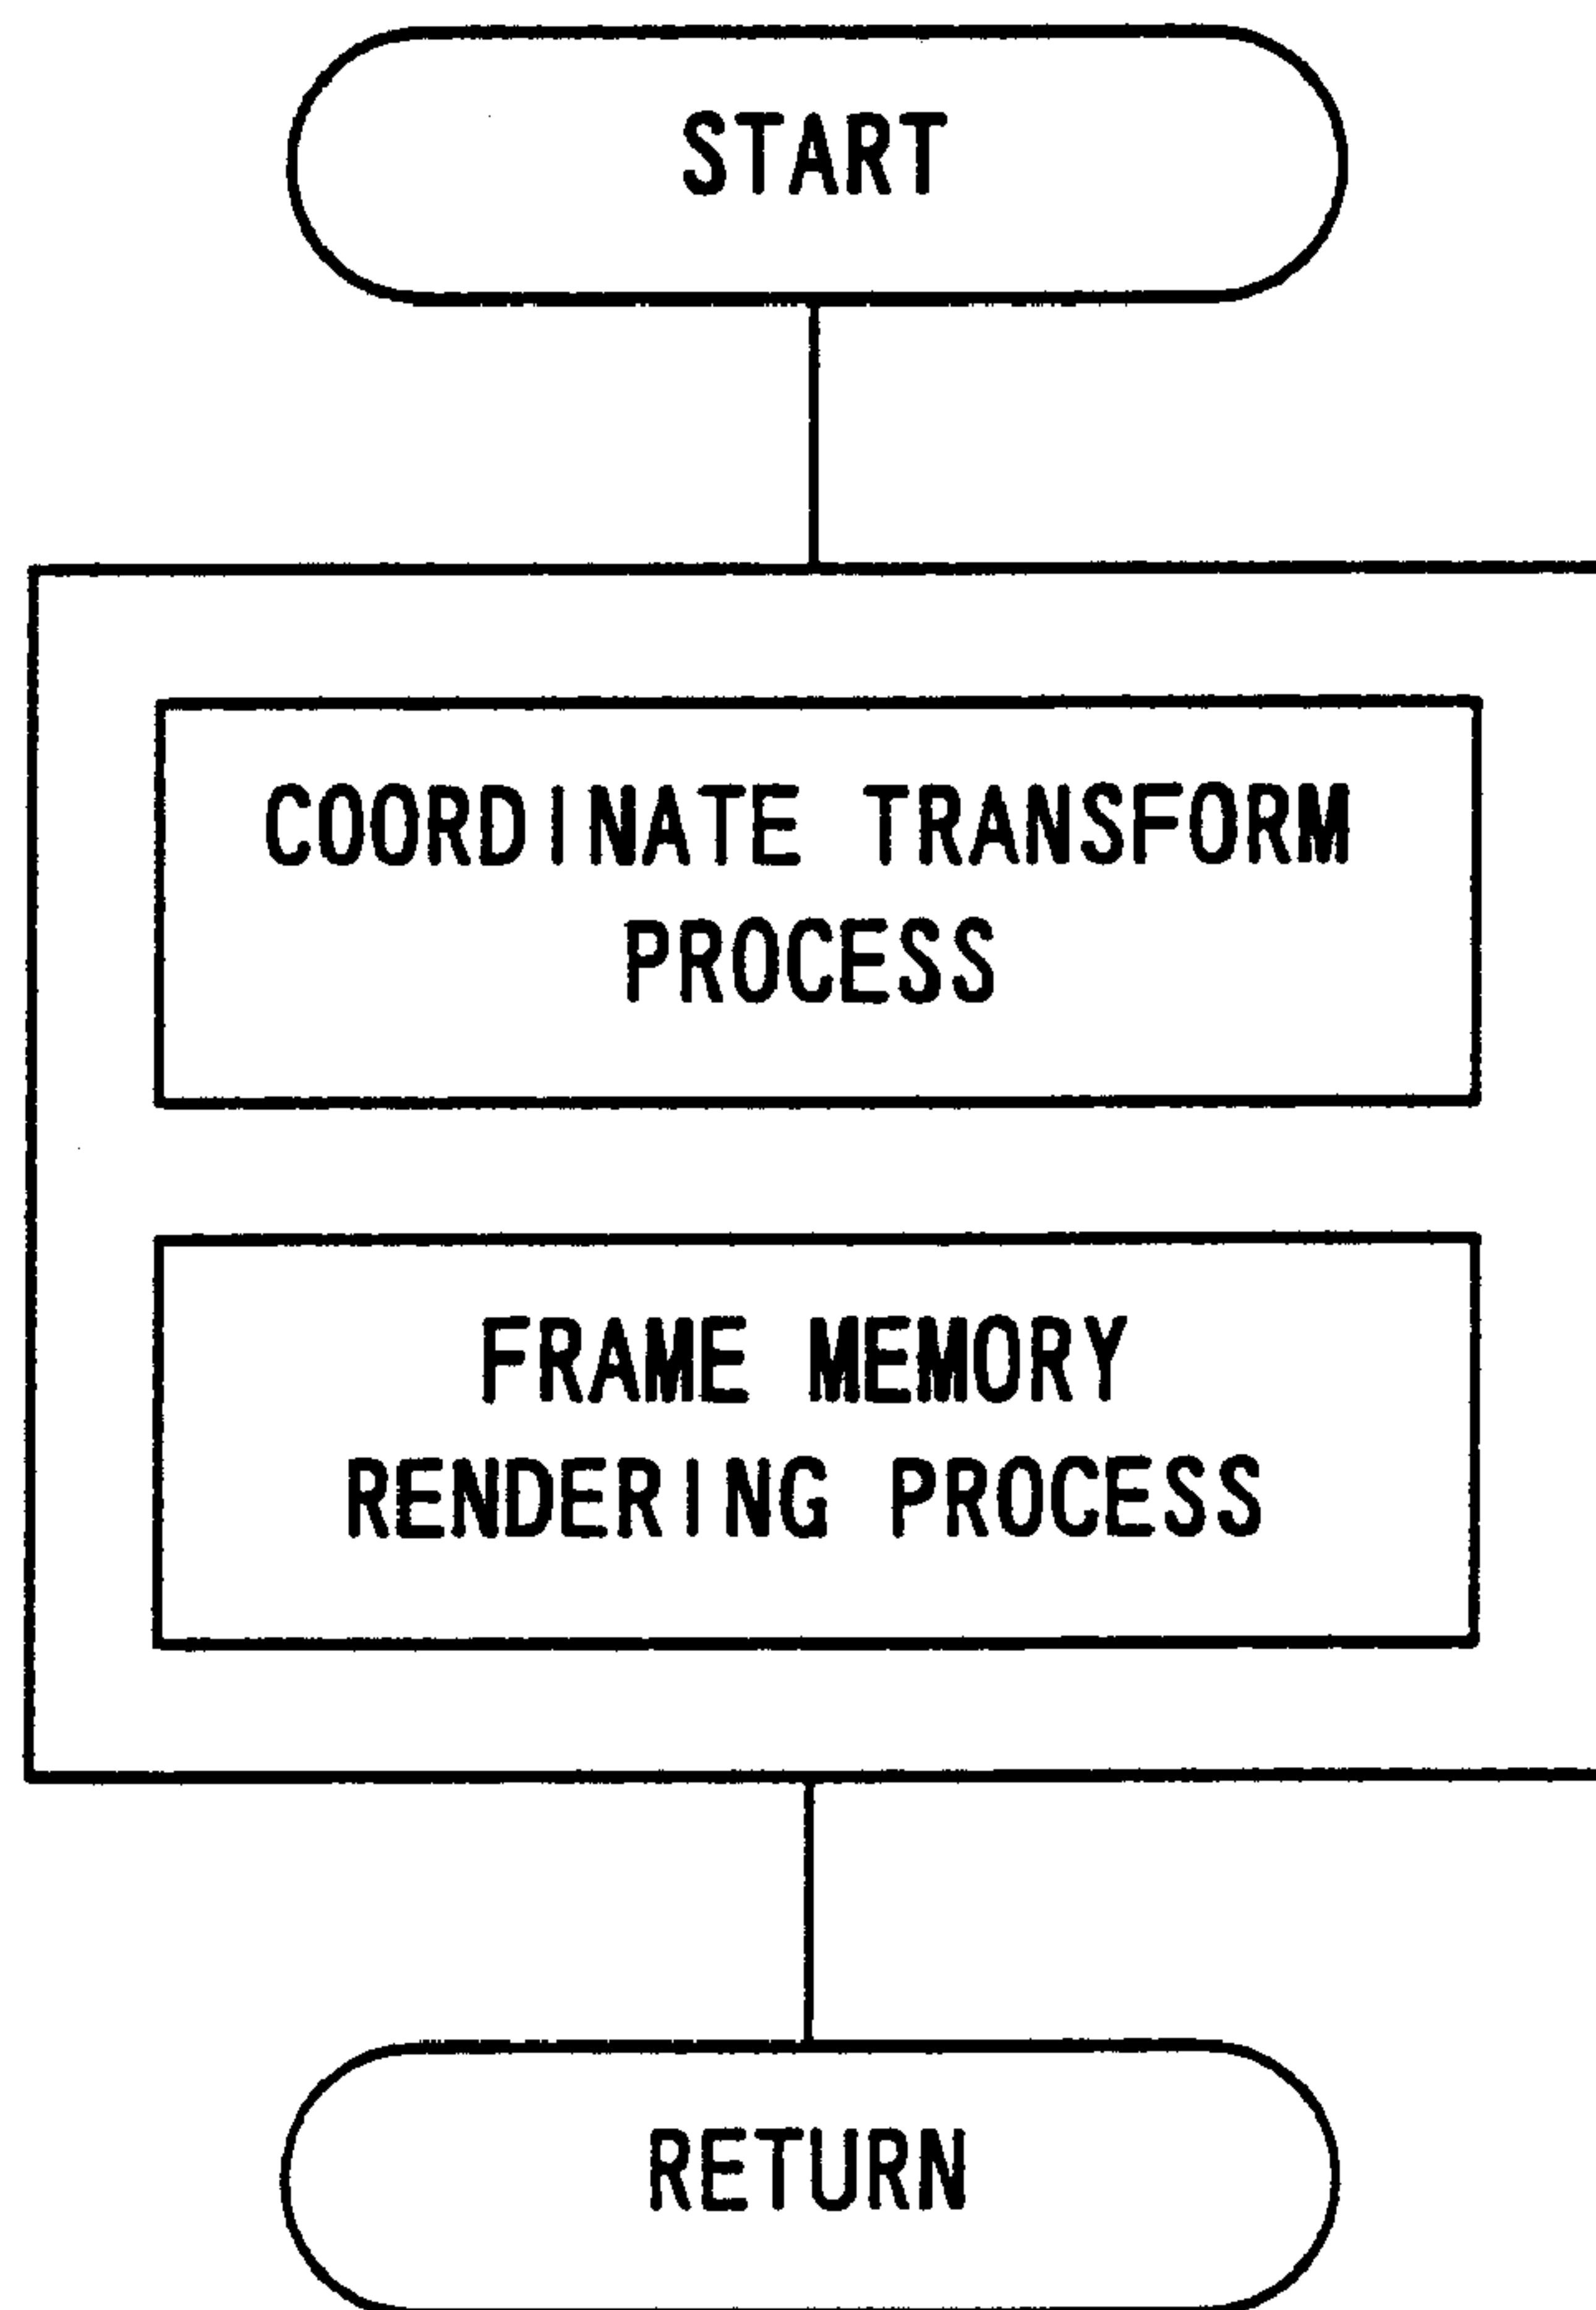 START
COORDINATE TRANSFORM
PROCESS
FRAME MEMORY
RENDERING PROCESS
RETURN